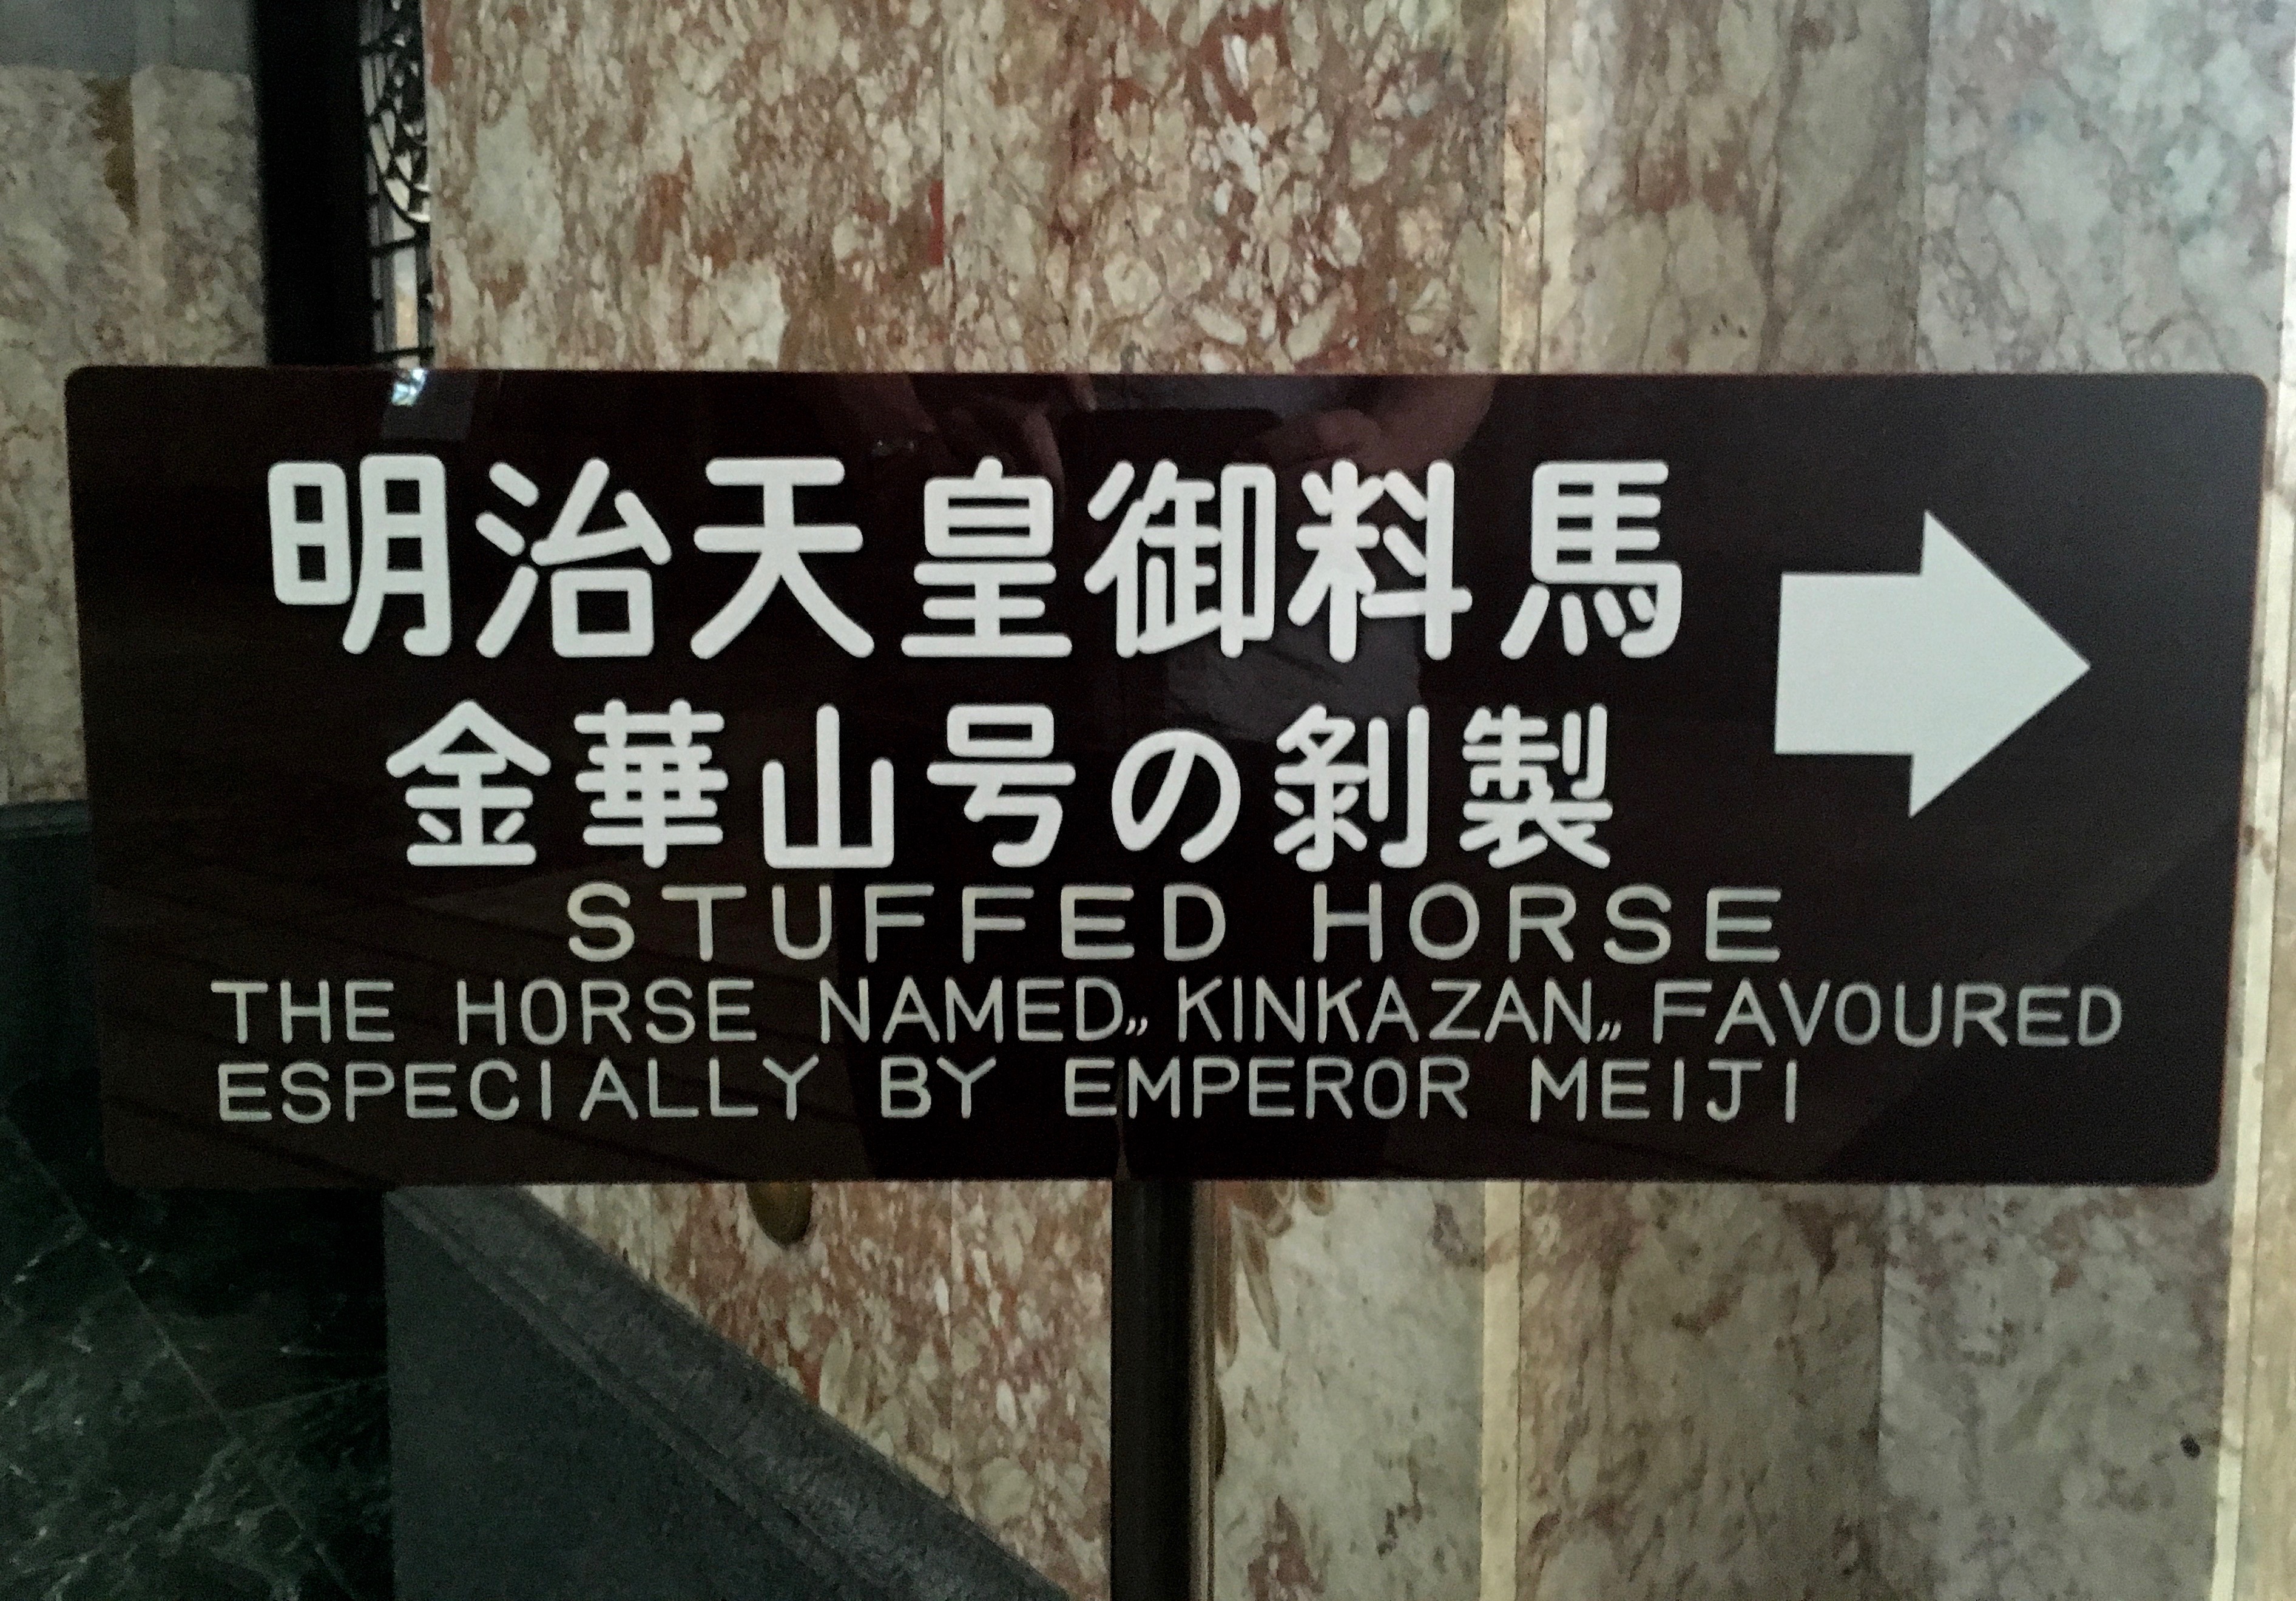 明治天皇御料馬
金華山号の剥製
STUFFED HORSE
THE HORSE NAMED„ KINKAZAN„ FAVOURED
ESPECIALLY BY EMPEROR MEIJI